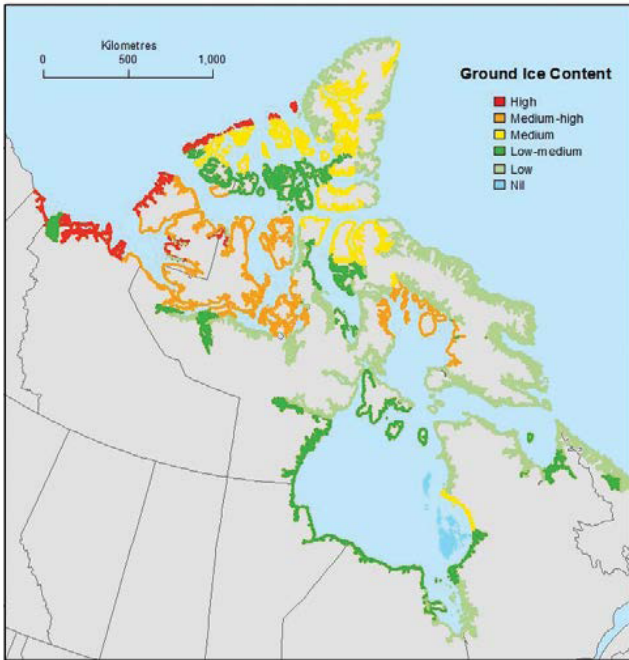 Kilometres
0 500 1,000
Ground Ice Content
High
Medium-high
Medium
Low-medium
Low
Nil